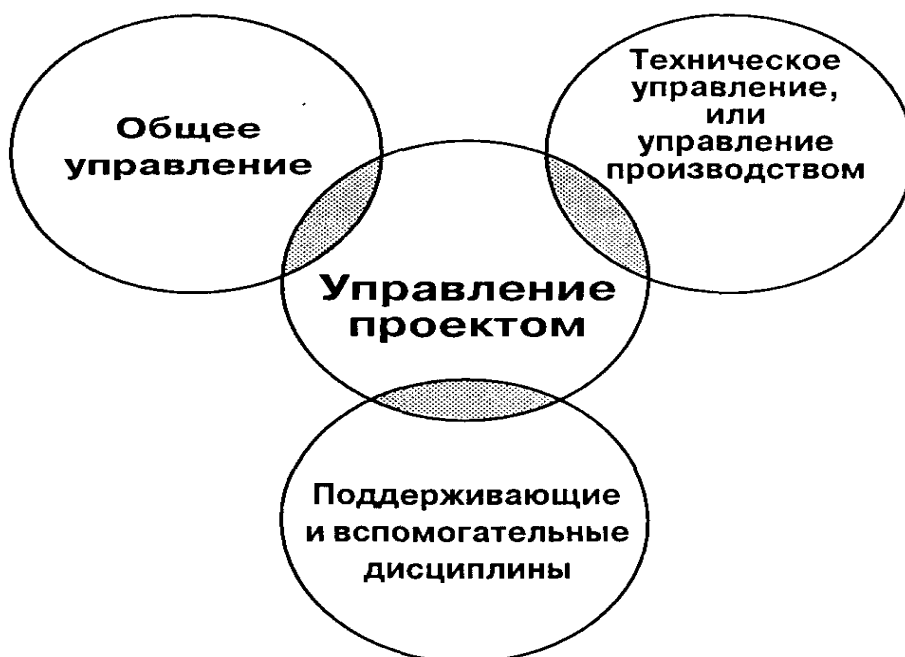 Общее
управление
Техническое
управление,
или
управление
производством
Управление
проектом
Поддерживающие
и вспомогательные
дисциплины